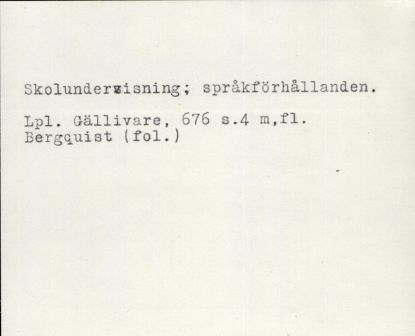 Skolundervisning; språkförhållanden.
Lpl. Gällivare, 676 s.4 m,fl.
Bergquist (fol.)